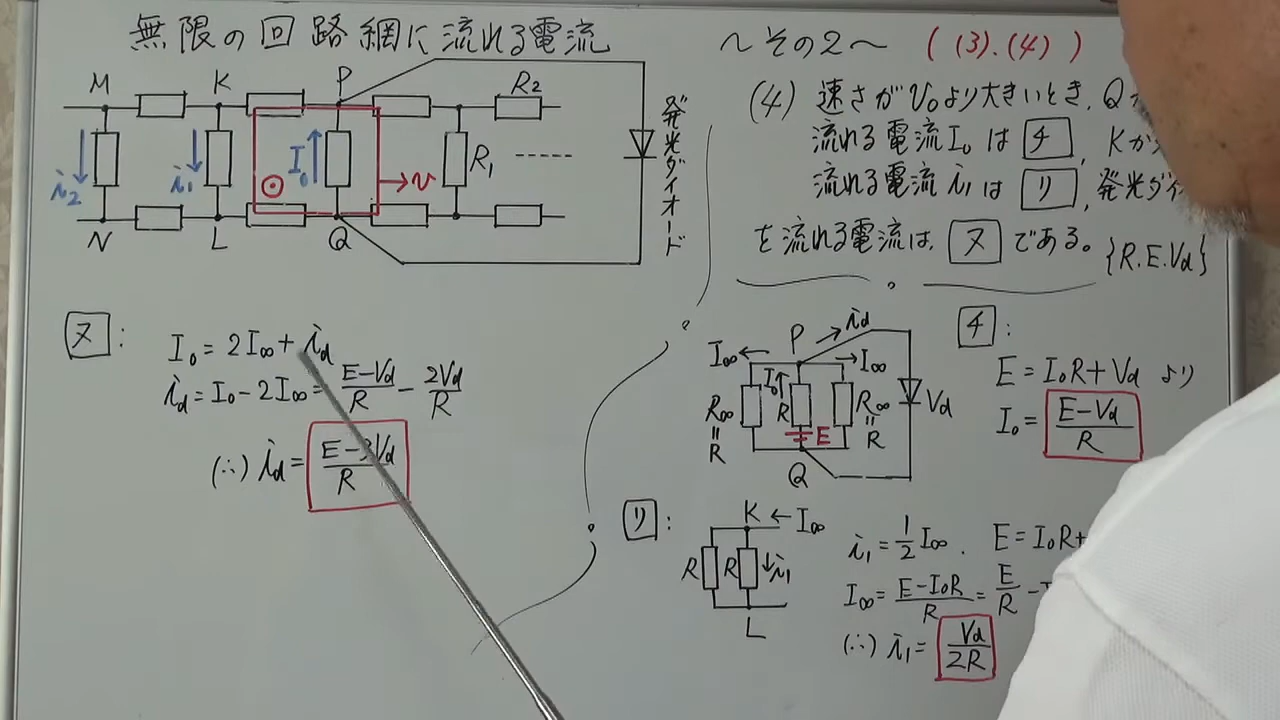 無限の回路網に流れる電流 ～その2～ ((3).(4))
M K P R2
i2 i1 I0 R1 ⊙ →v
N L Q
発光ダイオード
(4) 速さがv0より大きいとき、Q
流れる電流I0は チ , Kか
流れる電流i1は リ , 発光ダイ
を流れる電流は、 ヌ である。 {R.E.Vd}
ヌ :
I0 = 2I∞ + id
id = I0 - 2I∞ = E-Vd/R - 2Vd/R
(∴) id = E-3Vd/R
P → id
I∞ ← I0 → I∞
R∞ R R∞ Vd
= R E = R
Q
チ :
E = I0R + Vd より
I0 = E-Vd/R
リ :
K ← I∞
R R ↓i1
L
i1 = 1/2 I∞ . E = I0R+
I∞ = E-I0R/R = E/R -
(∴) i1 = Vd/2R